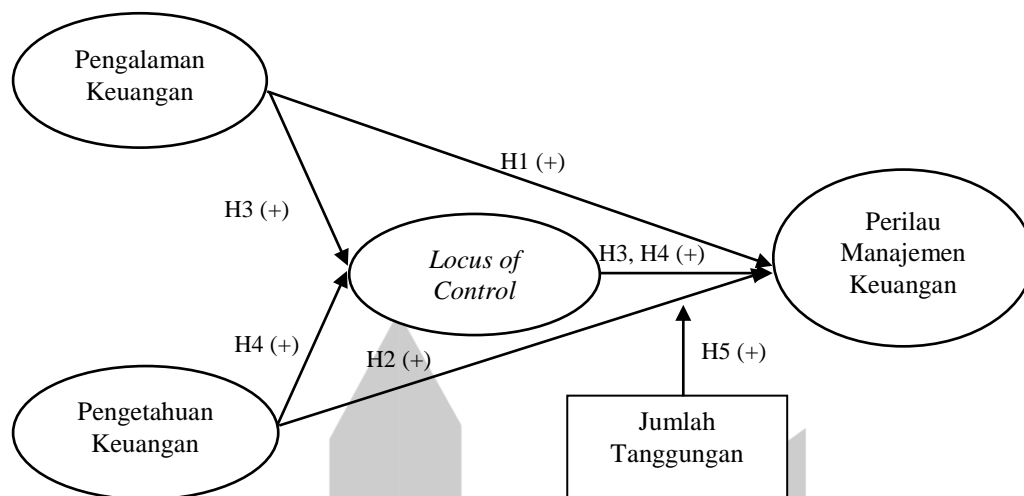 Pengalaman
Keuangan
H1 (+)
H3 (+)
Locus of
Control
H3, H4 (+)
Perilau
Manajemen
Keuangan
H4 (+)
H2 (+)
H5 (+)
Pengetahuan
Keuangan
Jumlah
Tanggungan